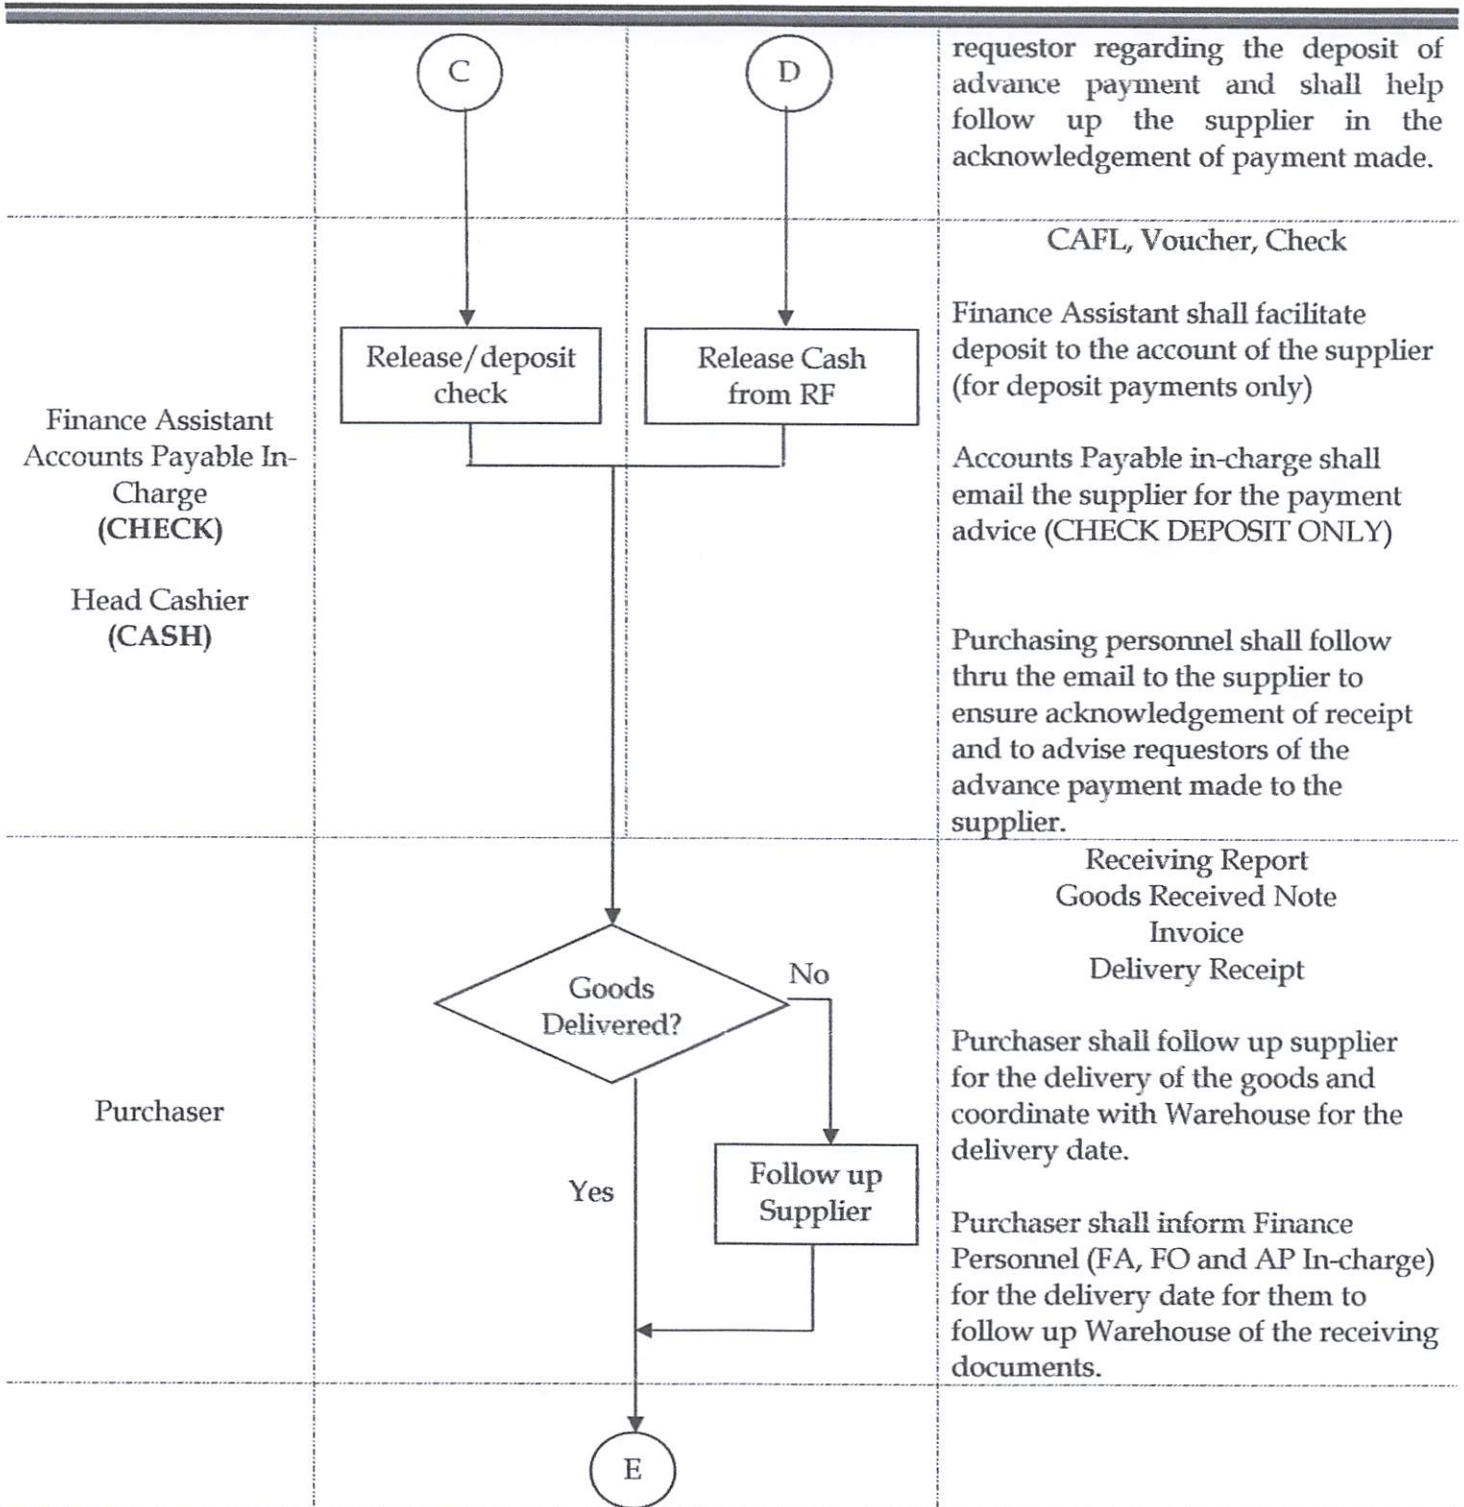 C
D
requestor regarding the deposit of
advance payment and shall help
follow up the supplier in the
acknowledgement of payment made.
Finance Assistant
Accounts Payable In-
Charge
(CHECK)
Head Cashier
(CASH)
Release/deposit
check
Release Cash
from RF
CAFL, Voucher, Check
Finance Assistant shall facilitate
deposit to the account of the supplier
(for deposit payments only)
Accounts Payable in-charge shall
email the supplier for the payment
advice (CHECK DEPOSIT ONLY)
Purchasing personnel shall follow
thru the email to the supplier to
ensure acknowledgement of receipt
and to advise requestors of the
advance payment made to the
supplier.
Purchaser
Goods
Delivered?
No
Yes
Follow up
Supplier
Receiving Report
Goods Received Note
Invoice
Delivery Receipt
Purchaser shall follow up supplier
for the delivery of the goods and
coordinate with Warehouse for the
delivery date.
Purchaser shall inform Finance
Personnel (FA, FO and AP In-charge)
for the delivery date for them to
follow up Warehouse of the receiving
documents.
E